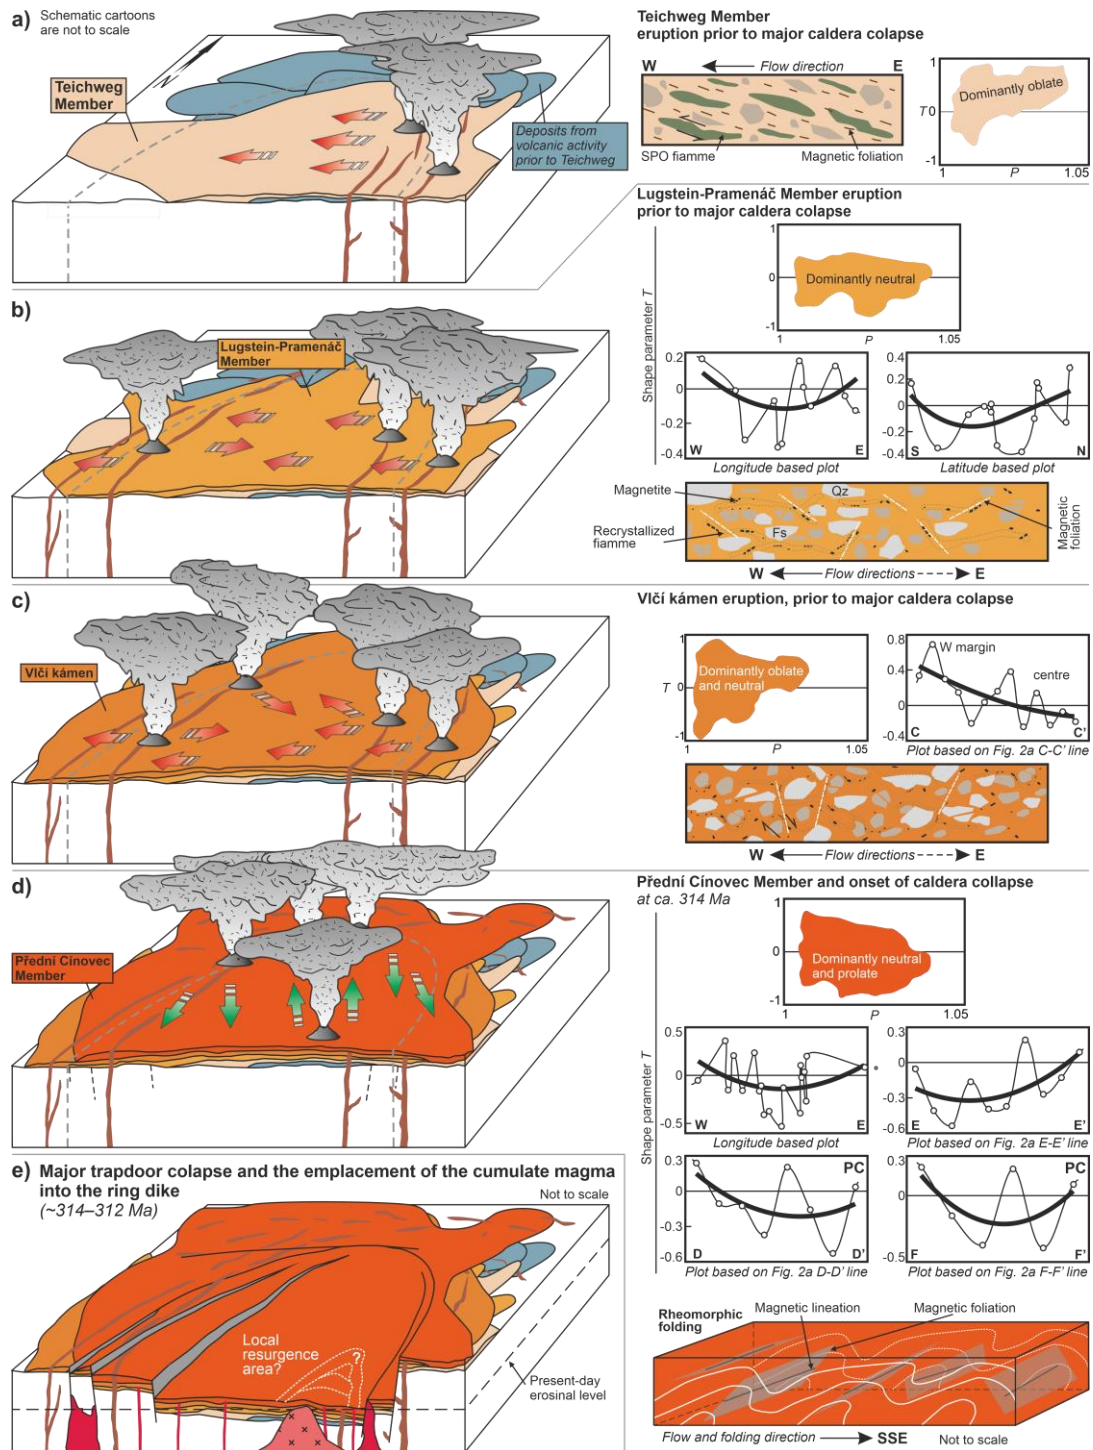 a) Schematic cartoons
are not to scale
N
Teichweg
Member
Deposits from
volcanic activity
prior to Teichweg
Teichweg Member
eruption prior to major caldera colapse
W Flow direction E
SPO fiamme
Magnetic foliation
1
T 0
-1
Dominantly oblate
1 P 1.05
Lugstein-Pramenáč Member eruption
prior to major caldera colapse
b)
Lugstein-Pramenáč
Member
Shape parameter T
1
0
-1
Dominantly neutral
1 P 1.05
0.2
0
-0.2
-0.4
W E
Longitude based plot
0.4
0.2
0
-0.2
-0.4
S N
Latitude based plot
Magnetite
Recrystallized
fiamme
Qz
Fs
Magnetic
foliation
W Flow directions E
c)
Vlčí kámen
Vlčí kámen eruption, prior to major caldera collapse
1
T 0
-1
Dominantly oblate
and neutral
1 P 1.05
0.8
0.4
0
-0.4
W margin
centre
C C'
Plot based on Fig. 2a C-C' line
W Flow directions E
d)
Přední Cínovec
Member
Přední Cínovec Member and onset of caldera collapse
at ca. 314 Ma
Shape parameter T
1
0
-1
Dominantly neutral
and prolate
1 P 1.05
0.5
0
-0.5
W E
Longitude based plot
0.3
0
-0.3
-0.6
E E'
Plot based on Fig. 2a E-E' line
0.3
0
-0.3
-0.6
PC
D D'
Plot based on Fig. 2a D-D' line
0.3
0
-0.5
PC
F F'
Plot based on Fig. 2a F-F' line
e) Major trapdoor colapse and the emplacement of the cumulate magma
into the ring dike
(~314–312 Ma)
Not to scale
Local
resurgence
area?
?
Present-day
erosinal level
Rheomorphic
folding
Magnetic lineation
Magnetic foliation
Flow and folding direction SSE
Not to scale